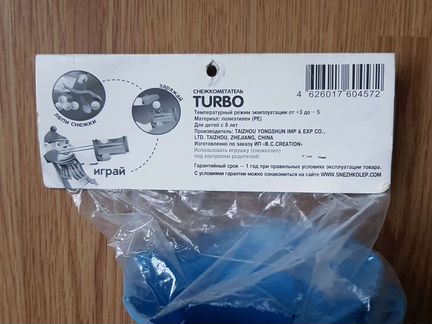 лепи снежки
заряжай
играй
СНЕЖКОМЕТАТЕЛЬ
TURBO
Температурный режим эксплуатации от +3 до - 5
Материал: полиэтилен (PE)
Для детей с 8 лет
Производитель: TAIZHOU YONGSHUN IMP & EXP CO.,
LTD. TAIZHOU, ZHEJIANG, CHINA
Изготовлено по заказу ИП «B.C.CREATION»
Использовать игрушку (снежколеп)
под контролем родителей!
Гарантийный срок – 1 год при правильных условиях эксплуатации товара.
С условиями гарантии можно ознакомиться на сайте WWW.SNEZHKOLEP.COM
4 626017 604572